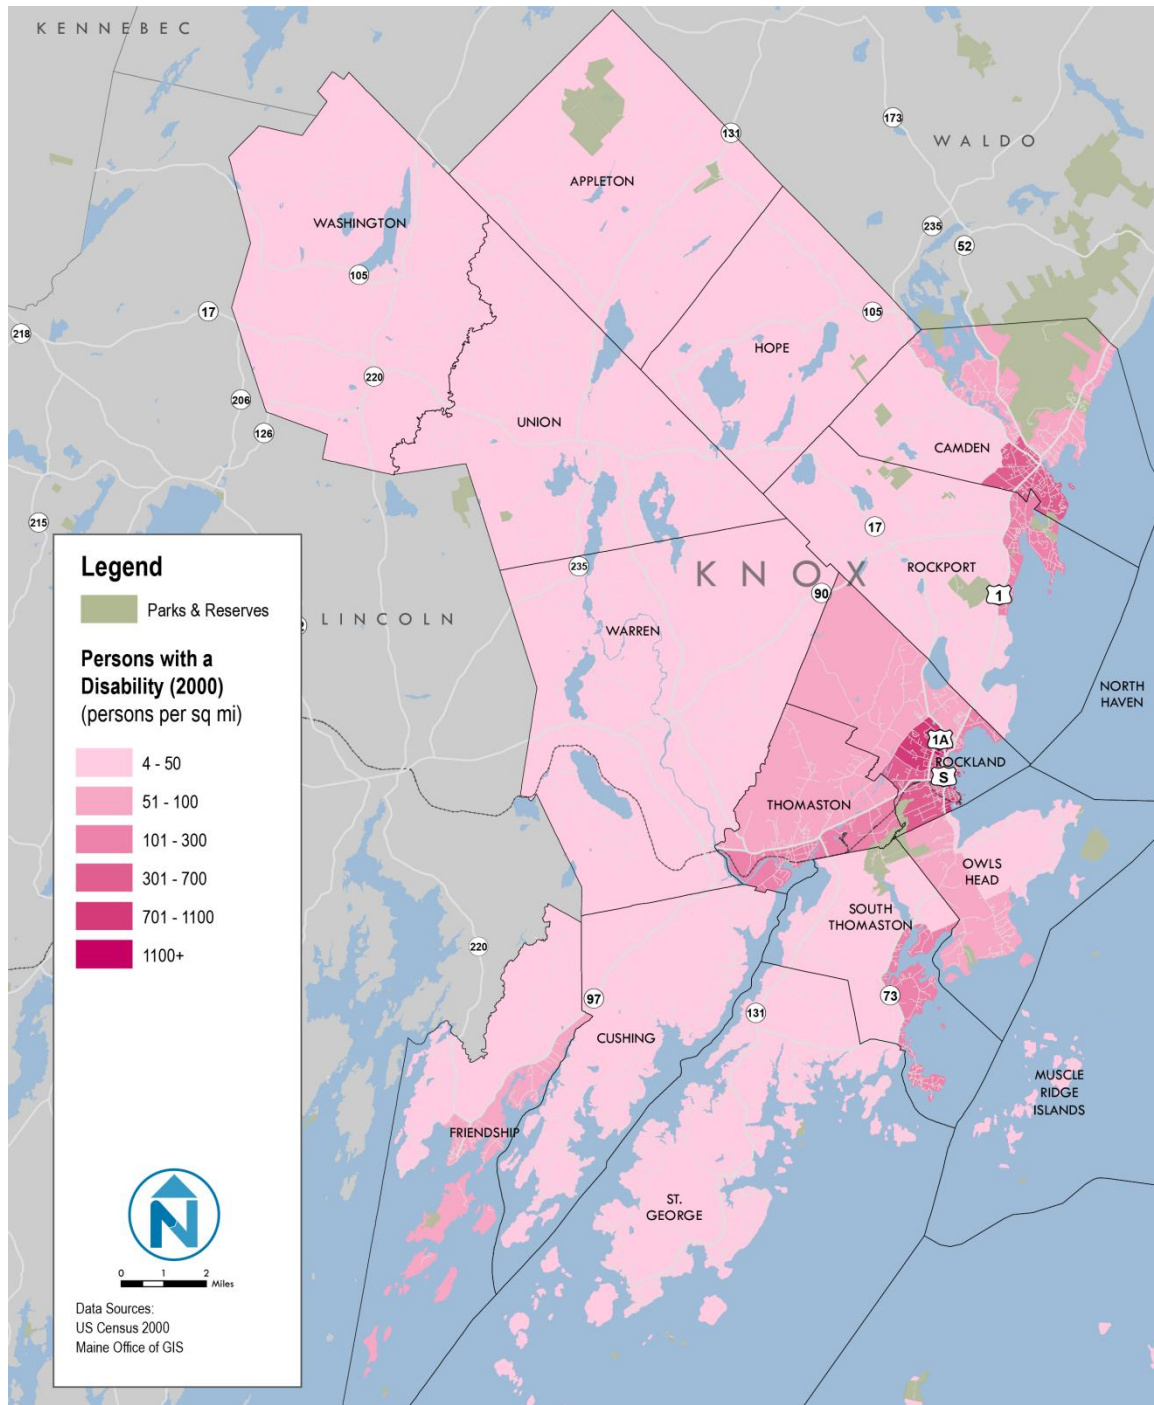 KENNEBEC
173
131
WALDO
APPLETON
WASHINGTON
235
52
105
17
105
218
HOPE
220
206
UNION
126
CAMDEN
215
17
Legend
Parks & Reserves
Persons with a
Disability (2000)
(persons per sq mi)
4 - 50
51 - 100
101 - 300
301 - 700
701 - 1100
1100+
N
0 1 2
Miles
Data Sources:
US Census 2000
Maine Office of GIS
235
KNOX
ROCKPORT
90
1
LINCOLN
WARREN
NORTH
HAVEN
1A
ROCKLAND
S
THOMASTON
OWLS
HEAD
SOUTH
THOMASTON
220
97
73
131
CUSHING
MUSCLE
RIDGE
ISLANDS
FRIENDSHIP
ST.
GEORGE